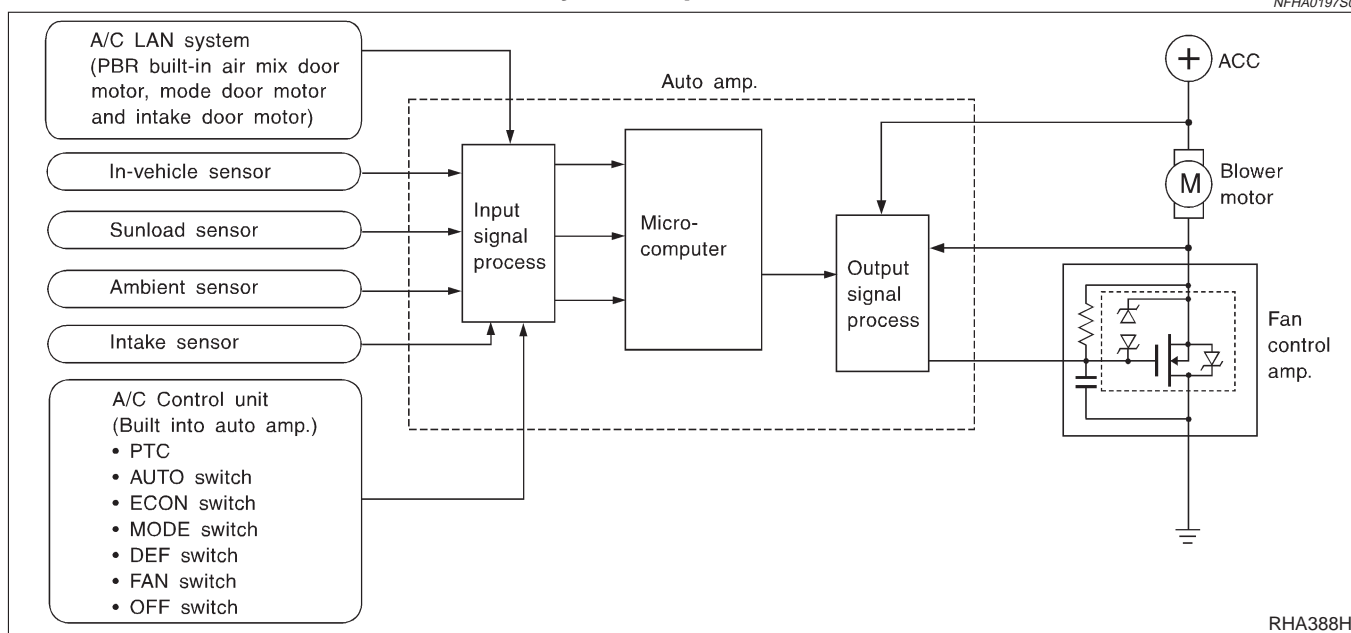 NFHA0197S0
A/C LAN system
(PBR built-in air mix door
motor, mode door motor
and intake door motor)
In-vehicle sensor
Sunload sensor
Ambient sensor
Intake sensor
A/C Control unit
(Built into auto amp.)
• PTC
• AUTO switch
• ECON switch
• MODE switch
• DEF switch
• FAN switch
• OFF switch
Auto amp.
Input
signal
process
Micro-
computer
Output
signal
process
+
ACC
M
Blower
motor
Fan
control
amp.
RHA388H